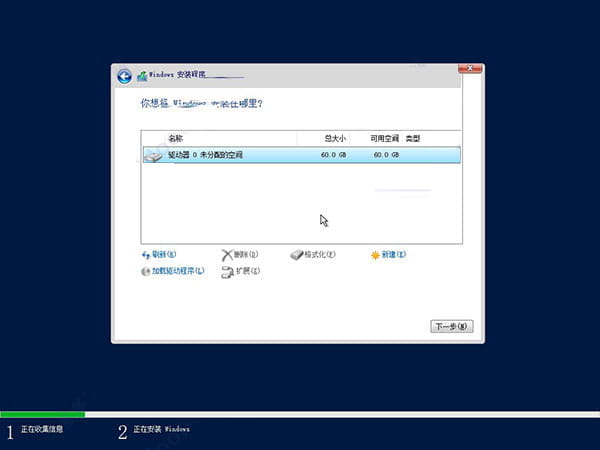 Windows 安装程序
你想将 Windows 安装在哪里?
名称 总大小 可用空间 类型
驱动器 0 未分配的空间 60.0 GB 60.0 GB
刷新(R) 删除(D) 格式化(F) 新建(E)
加载驱动程序(L) 扩展(X)
下一步(N)
1 正在收集信息 2 正在安装 Windows